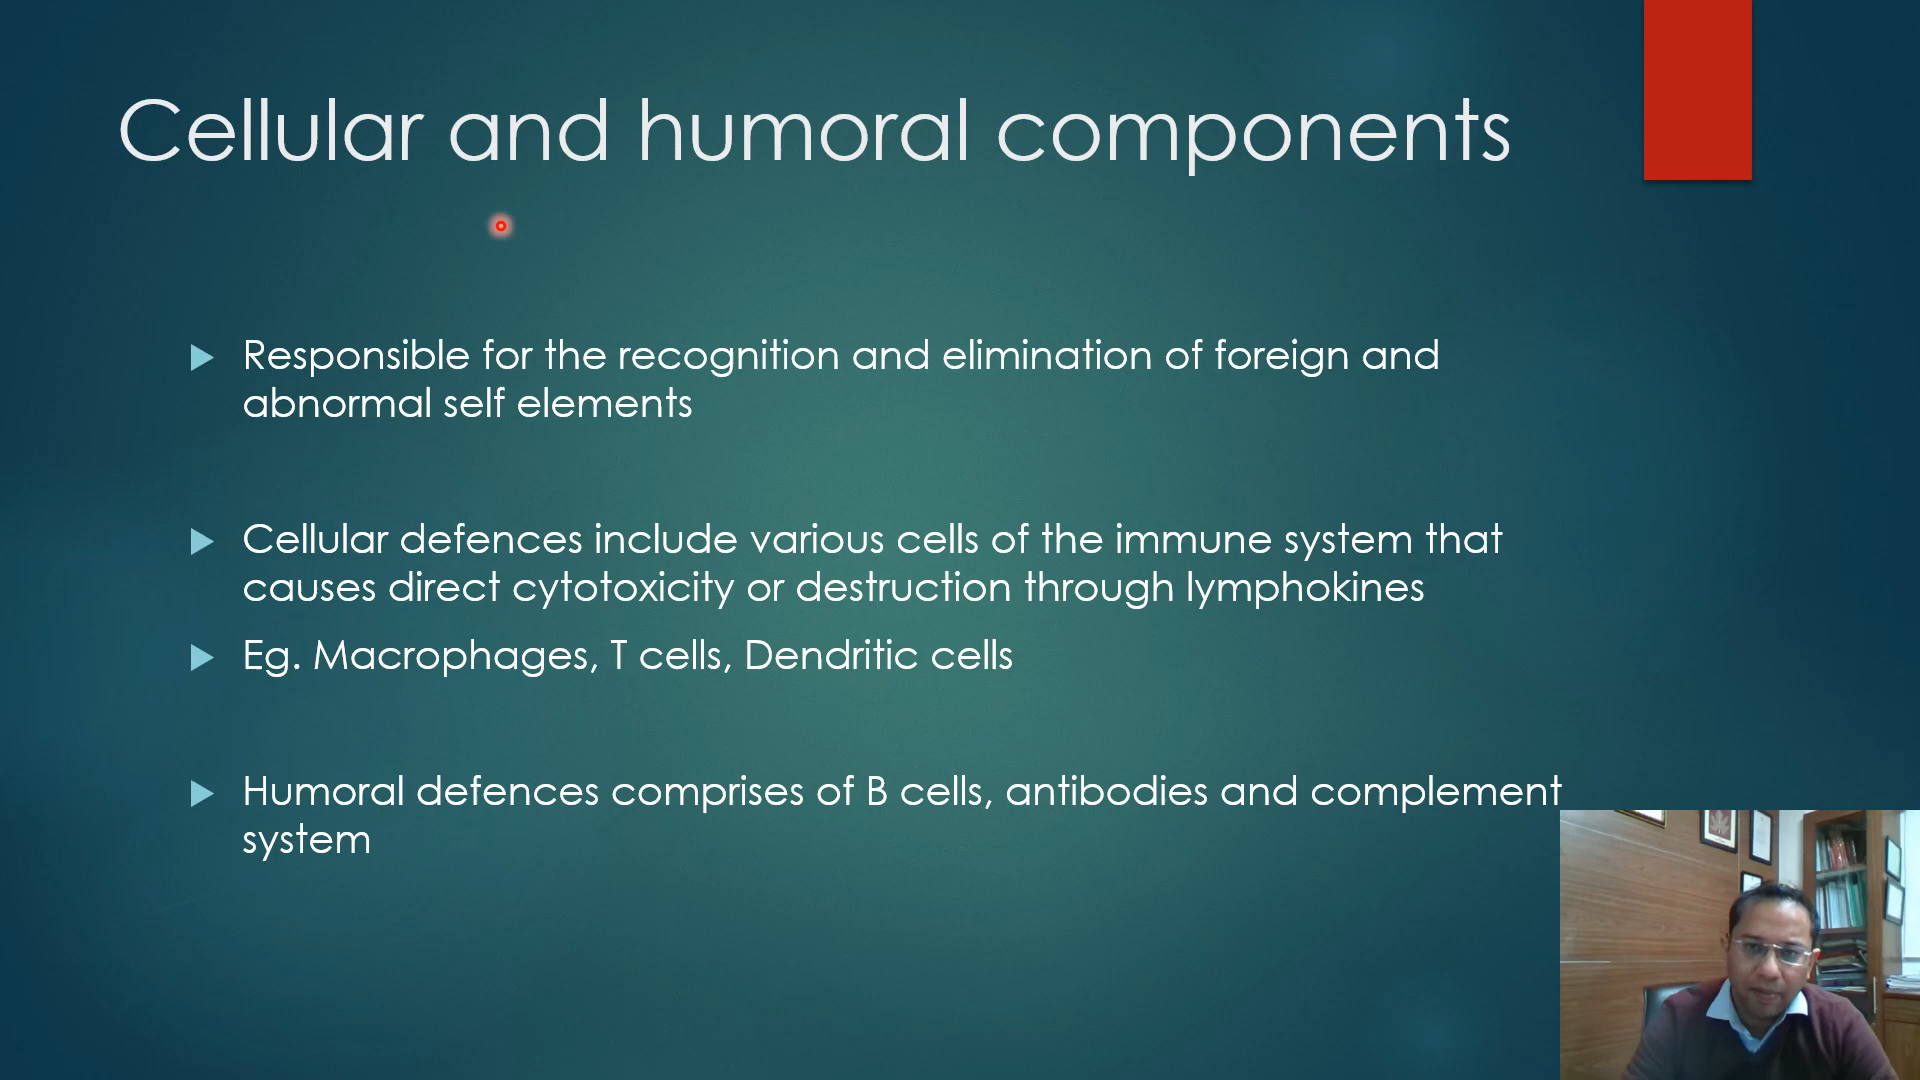 Cellular and humoral components
Responsible for the recognition and elimination of foreign and
abnormal self elements
Cellular defences include various cells of the immune system that
causes direct cytotoxicity or destruction through lymphokines
Eg. Macrophages, T cells, Dendritic cells
Humoral defences comprises of B cells, antibodies and complement
system